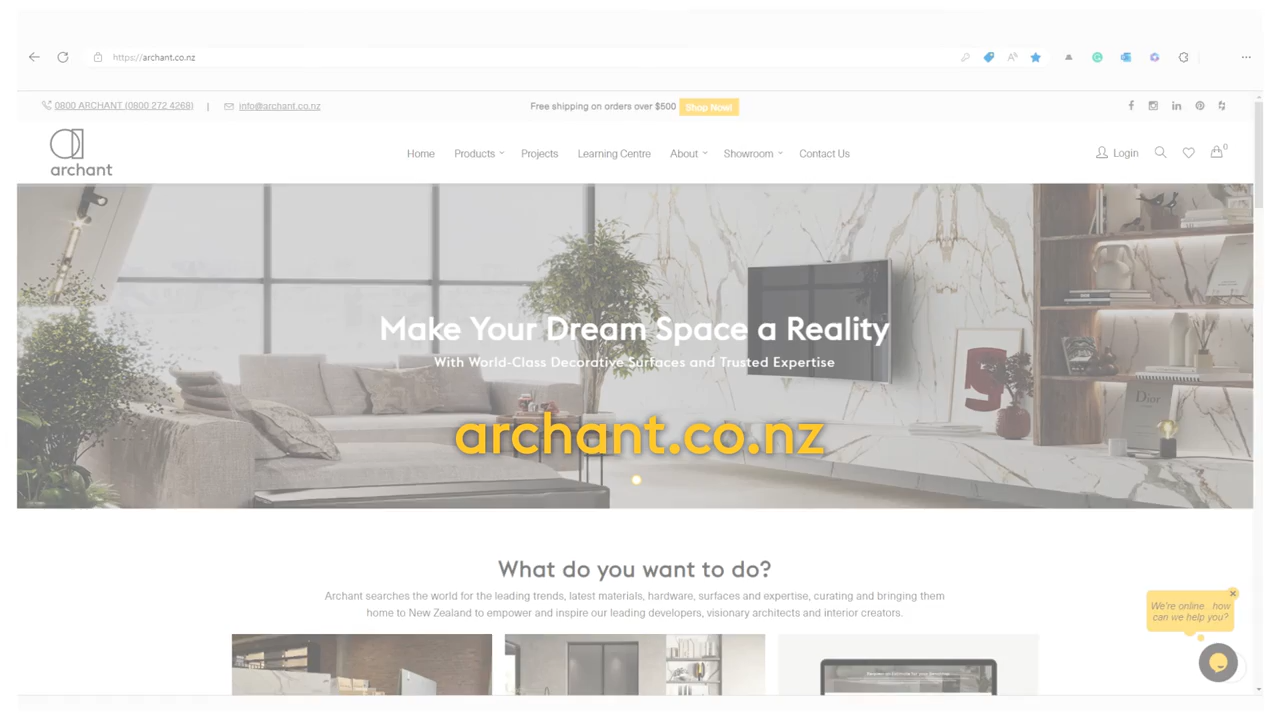 https://archant.co.nz
0800 ARCHANT (0800 272 4268) | info@archant.co.nz
Free shipping on orders over $500 Shop Now!
archant
Home Products Projects Learning Centre About Showroom Contact Us
Login
0
Make Your Dream Space a Reality
With World-Class Decorative Surfaces and Trusted Expertise
Dior
archant.co.nz
What do you want to do?
Archant searches the world for the leading trends, latest materials, hardware, surfaces and expertise, curating and bringing them
home to New Zealand to empower and inspire our leading developers, visionary architects and interior creators.
We're online how
can we help you?